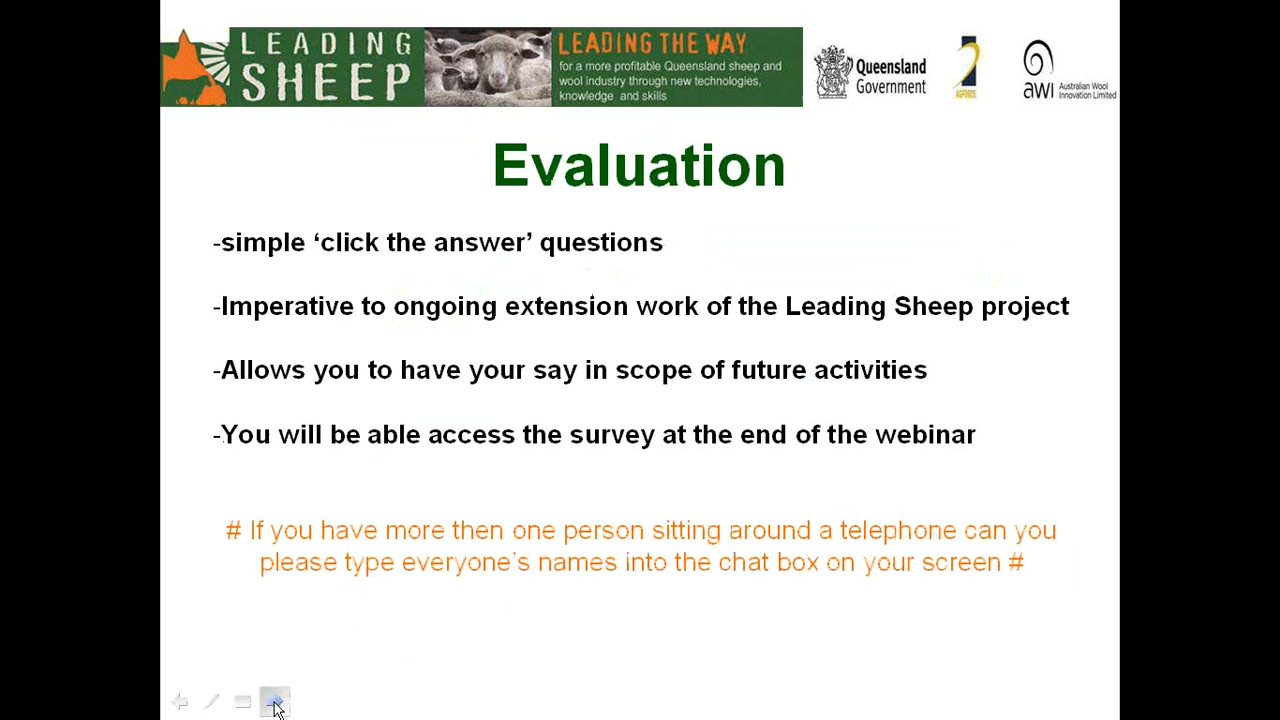 LEADING
SHEEP
LEADING THE WAY
for a more profitable Queensland sheep and
wool industry through new technologies,
knowledge and skills
Queensland
Government
AGFORCE
awi Australian Wool
Innovation Limited
Evaluation
-simple ‘click the answer’ questions
-Imperative to ongoing extension work of the Leading Sheep project
-Allows you to have your say in scope of future activities
-You will be able access the survey at the end of the webinar
# If you have more then one person sitting around a telephone can you
please type everyone’s names into the chat box on your screen #